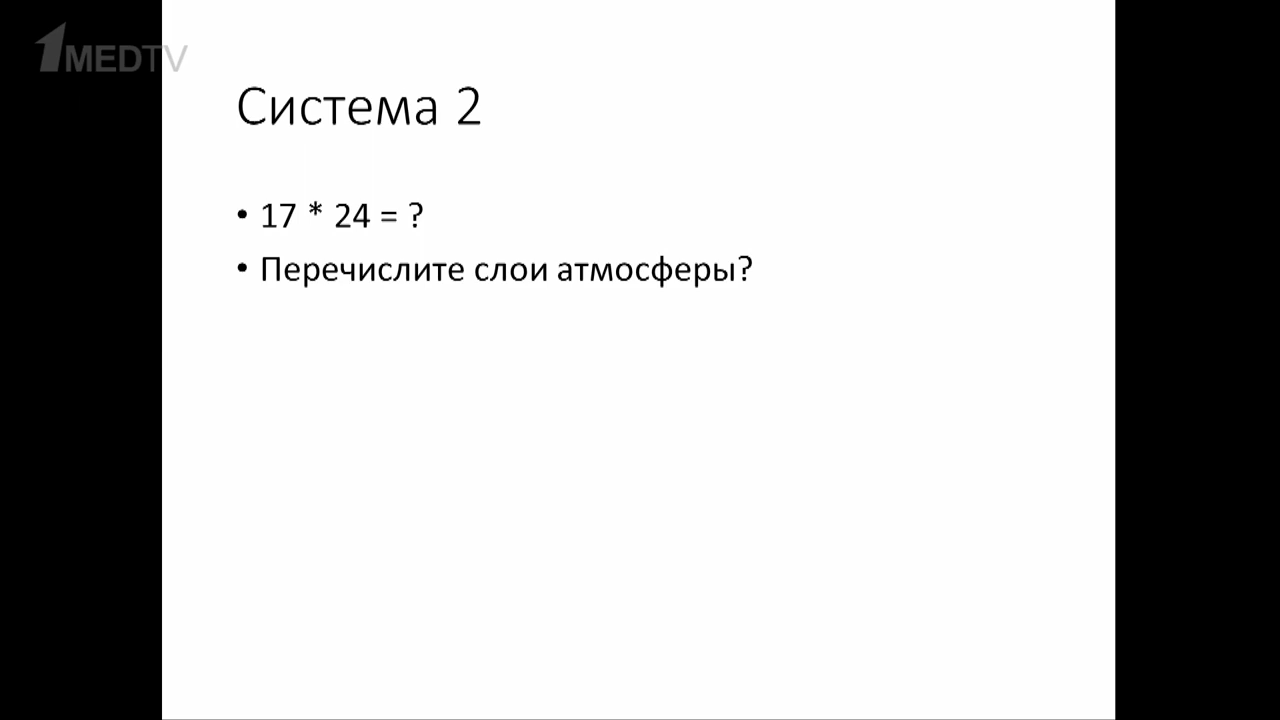 1MEDTV
Система 2
• 17 * 24 = ?
• Перечислите слои атмосферы?